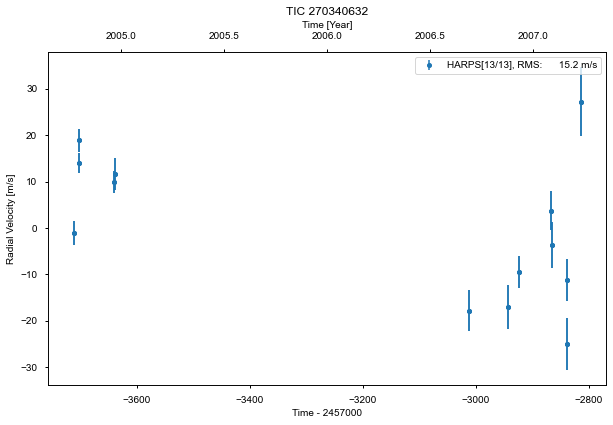 TIC 270340632
Time [Year]
2005.0 2005.5 2006.0 2006.5 2007.0
HARPS[13/13], RMS: 15.2 m/s
Radial Velocity [m/s]
30
20
10
0
−10
−20
−30
−3600 −3400 −3200 −3000 −2800
Time - 2457000